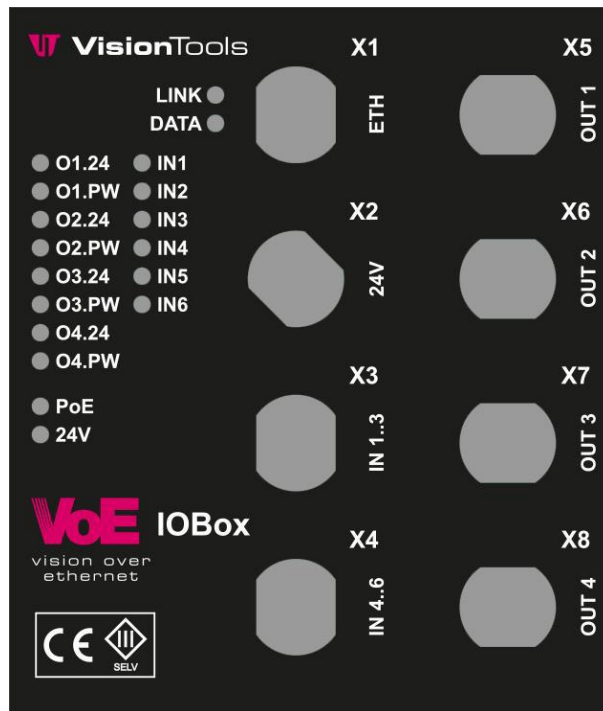 VisionTools
X1
X5
LINK
DATA
ETH
OUT 1
O1.24 IN1
O1.PW IN2
O2.24 IN3
O2.PW IN4
O3.24 IN5
O3.PW IN6
O4.24
O4.PW
X2
X6
24V
OUT 2
PoE
24V
X3
X7
IN 1..3
OUT 3
VoE IOBox
vision over
ethernet
X4
X8
IN 4..6
OUT 4
CE
III
SELV